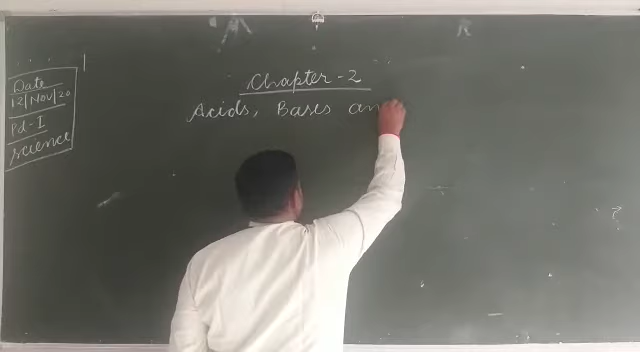 Date
12/Nov/20
Pd-I
Science
Chapter-2
Acids, Bases an